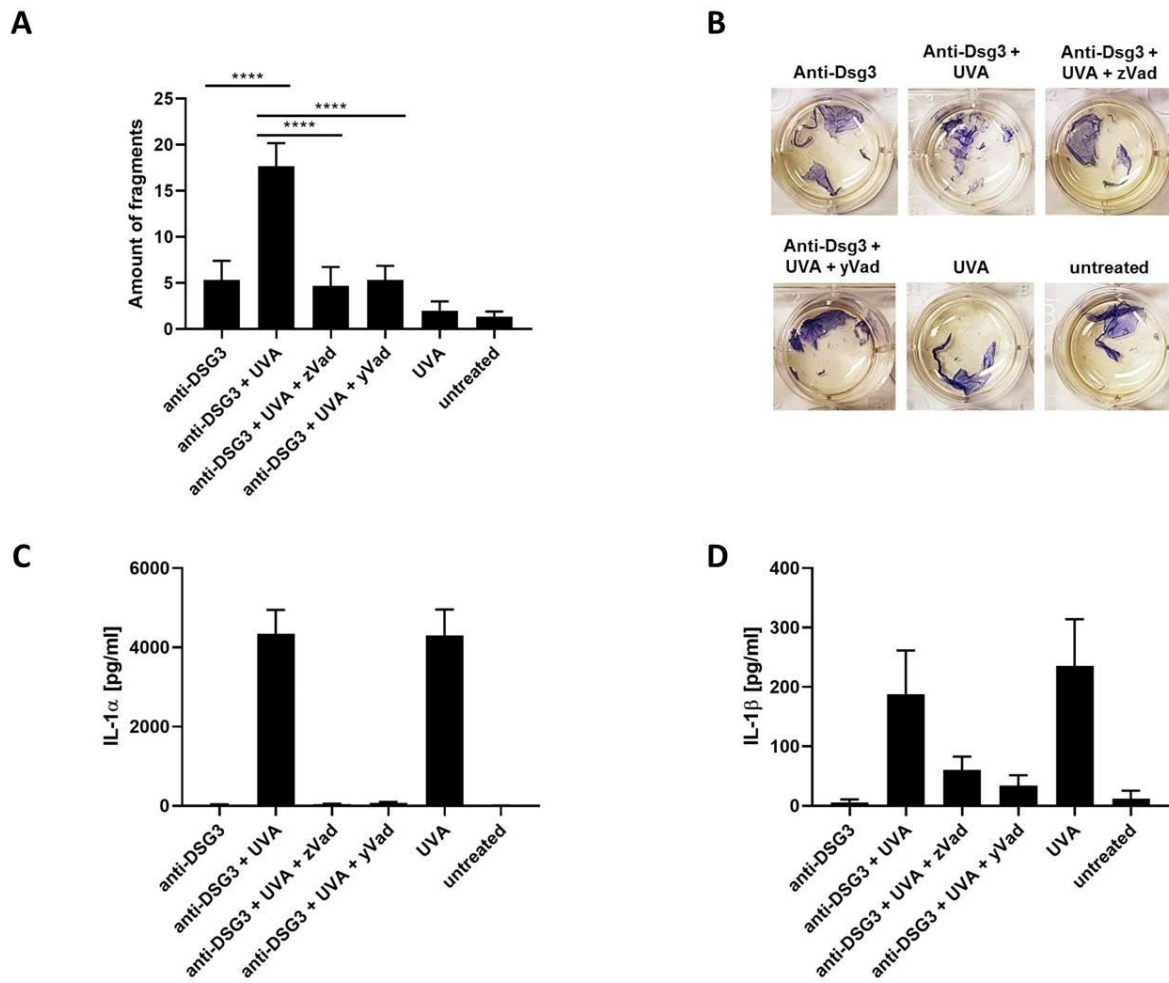 A
****
****
****
25
20
15
10
5
0
Amount of fragments
anti-DSG3
anti-DSG3 + UVA
anti-DSG3 + UVA + zVad
anti-DSG3 + UVA + yVad
UVA
untreated
B
Anti-Dsg3
Anti-Dsg3 +
UVA
Anti-Dsg3 +
UVA + zVad
Anti-Dsg3 +
UVA + yVad
UVA
untreated
C
6000
4000
2000
0
IL-1α [pg/ml]
anti-DSG3
anti-DSG3 + UVA
anti-DSG3 + UVA + zVad
anti-DSG3 + UVA + yVad
UVA
untreated
D
400
300
200
100
0
IL-1β [pg/ml]
anti-DSG3
anti-DSG3 + UVA
anti-DSG3 + UVA + zVad
anti-DSG3 + UVA + yVad
UVA
untreated